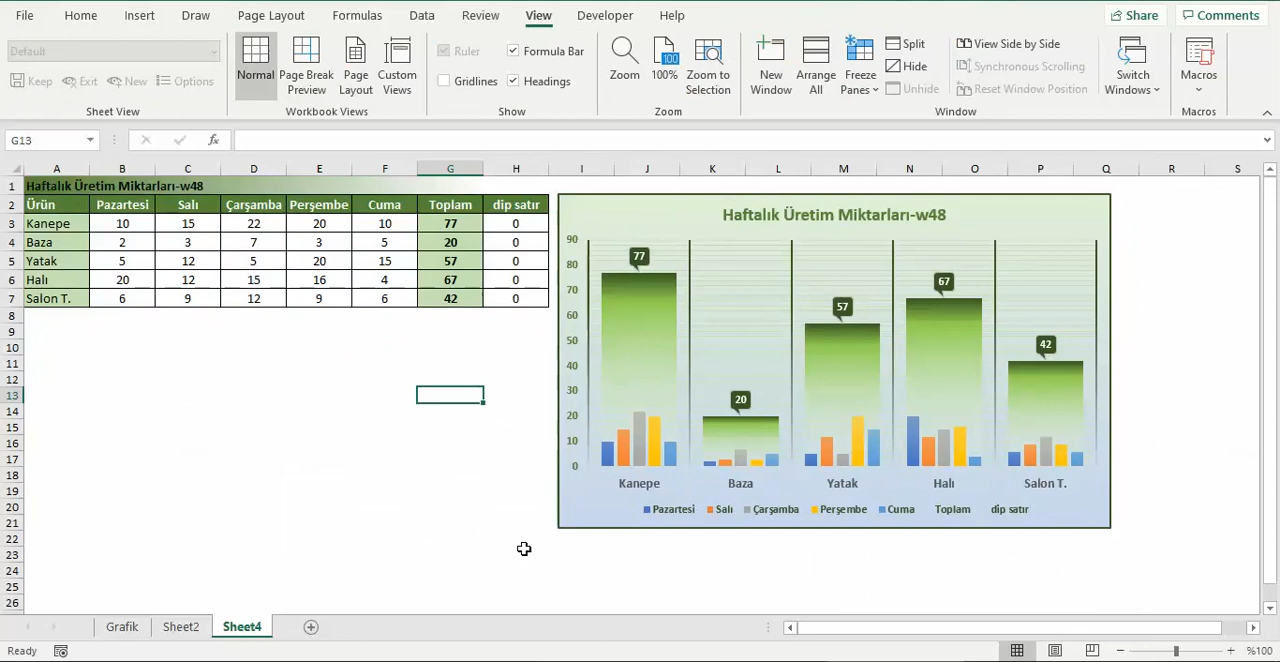 File Home Insert Draw Page Layout Formulas Data Review View Developer Help Share Comments
Default
Keep Exit New Options
Sheet View
Normal
Page Break Preview
Page Layout
Custom Views
Workbook Views
Ruler Formula Bar
Gridlines Headings
Show
Zoom
100
100%
Zoom to Selection
Zoom
New Window
Arrange All
Freeze Panes
Split
Hide
Unhide
View Side by Side
Synchronous Scrolling
Reset Window Position
Window
Switch Windows
Macros
Macros
G13 fx
A B C D E F G H I J K L M N O P Q R S
1 Haftalık Üretim Miktarları-w48
2 Ürün Pazartesi Salı Çarşamba Perşembe Cuma Toplam dip satır
3 Kanepe 10 15 22 20 10 77 0
4 Baza 2 3 7 3 5 20 0
5 Yatak 5 12 5 20 15 57 0
6 Halı 20 12 15 16 4 67 0
7 Salon T. 6 9 12 9 6 42 0
8
9
10
11
12
13
14
15
16
17
18
19
20
21
22
23
24
25
26
Haftalık Üretim Miktarları-w48
90
80
70
60
50
40
30
20
10
0
77
20
57
67
42
Kanepe Baza Yatak Halı Salon T.
Pazartesi Salı Çarşamba Perşembe Cuma Toplam dip satır
Grafik Sheet2 Sheet4
Ready %100